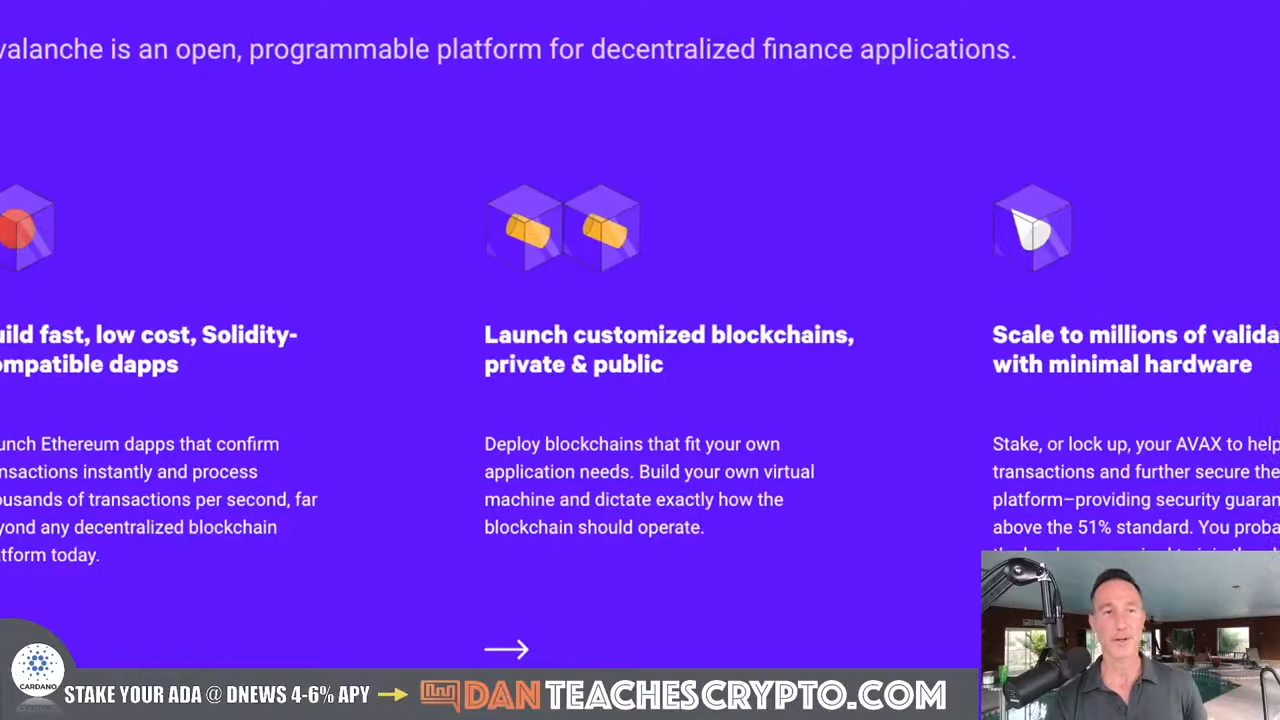 valanche is an open, programmable platform for decentralized finance applications.
uild fast, low cost, Solidity-
ompatible dapps
unch Ethereum dapps that confirm
nsactions instantly and process
ousands of transactions per second, far
yond any decentralized blockchain
tform today.
Launch customized blockchains,
private & public
Deploy blockchains that fit your own
application needs. Build your own virtual
machine and dictate exactly how the
blockchain should operate.
Scale to millions of valida
with minimal hardware
Stake, or lock up, your AVAX to help
transactions and further secure the
platform–providing security guaran
above the 51% standard. You proba
CARDANO
STAKE YOUR ADA @ DNEWS 4-6% APY
DANTEACHESCRYPTO.COM